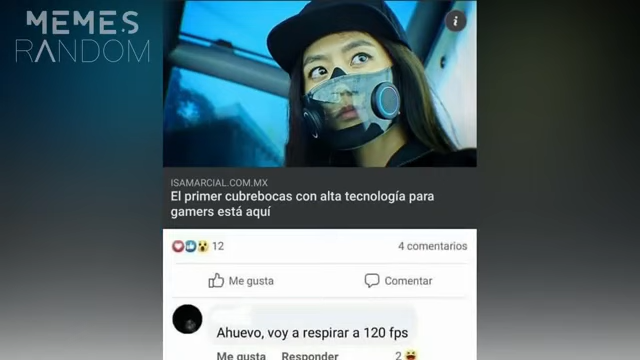 MEMES
RANDOM
ISAMARCIAL.COM.MX
El primer cubrebocas con alta tecnología para
gamers está aquí
12
4 comentarios
Me gusta
Comentar
Ahuevo, voy a respirar a 120 fps
Me gusta Responder 2